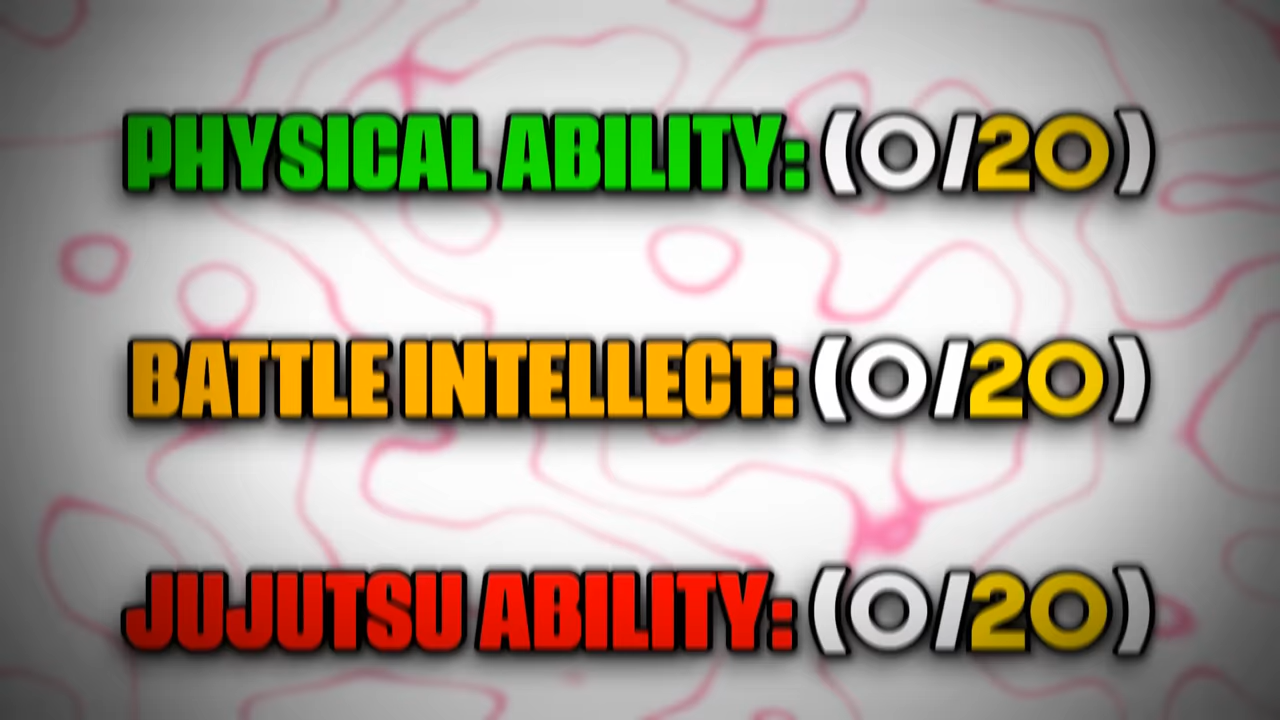 PHYSICAL ABILITY: (0/20)
BATTLE INTELLECT: (0/20)
JUJUTSU ABILITY: (0/20)